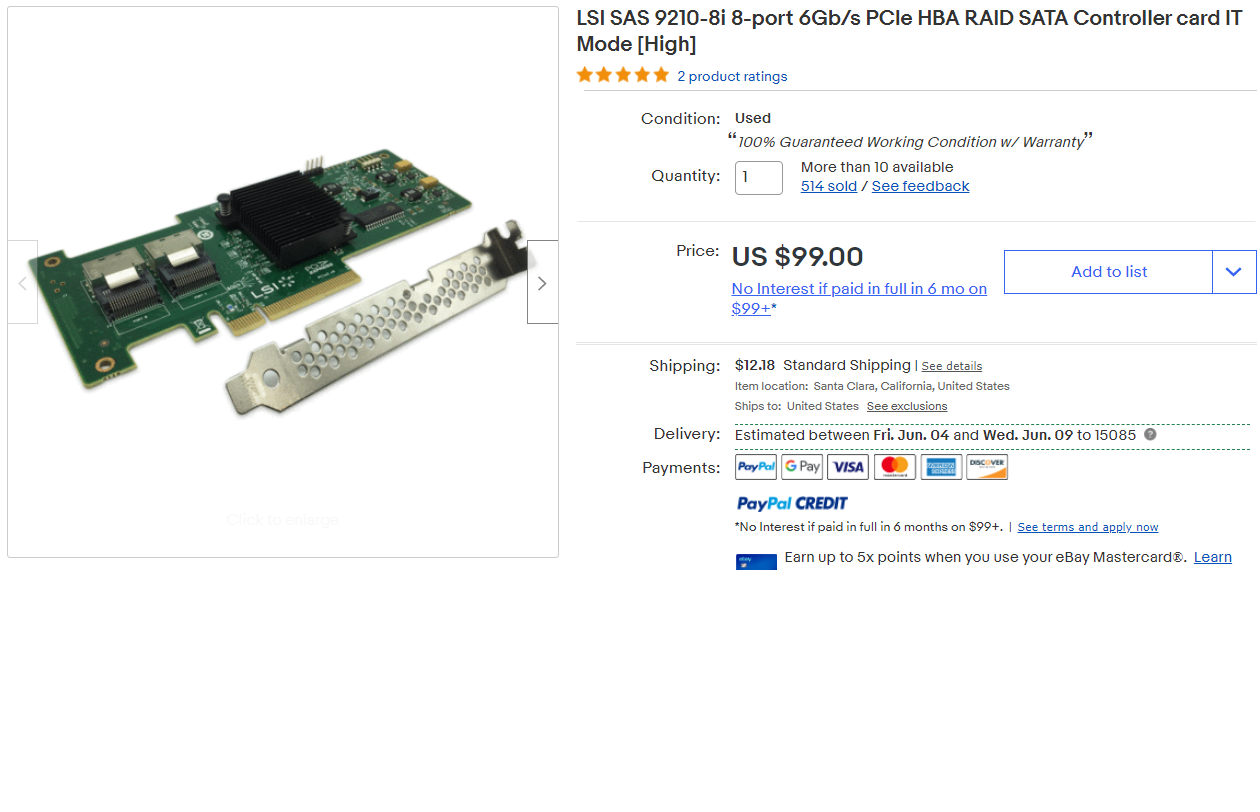 LSI SAS 9210-8i 8-port 6Gb/s PCIe HBA RAID SATA Controller card IT
Mode [High]
2 product ratings
Condition: Used
“100% Guaranteed Working Condition w/ Warranty”
Quantity: 1 More than 10 available
514 sold / See feedback
Price: US $99.00
Add to list
No Interest if paid in full in 6 mo on
$99+*
Shipping: $12.18 Standard Shipping | See details
Item location: Santa Clara, California, United States
Ships to: United States See exclusions
Delivery: Estimated between Fri. Jun. 04 and Wed. Jun. 09 to 15085 ?
Payments: PayPal G Pay VISA mastercard AMERICAN EXPRESS DISCOVER
PayPal CREDIT
*No Interest if paid in full in 6 months on $99+. | See terms and apply now
ebay
Earn up to 5x points when you use your eBay Mastercard®. Learn
LSI
Click to enlarge